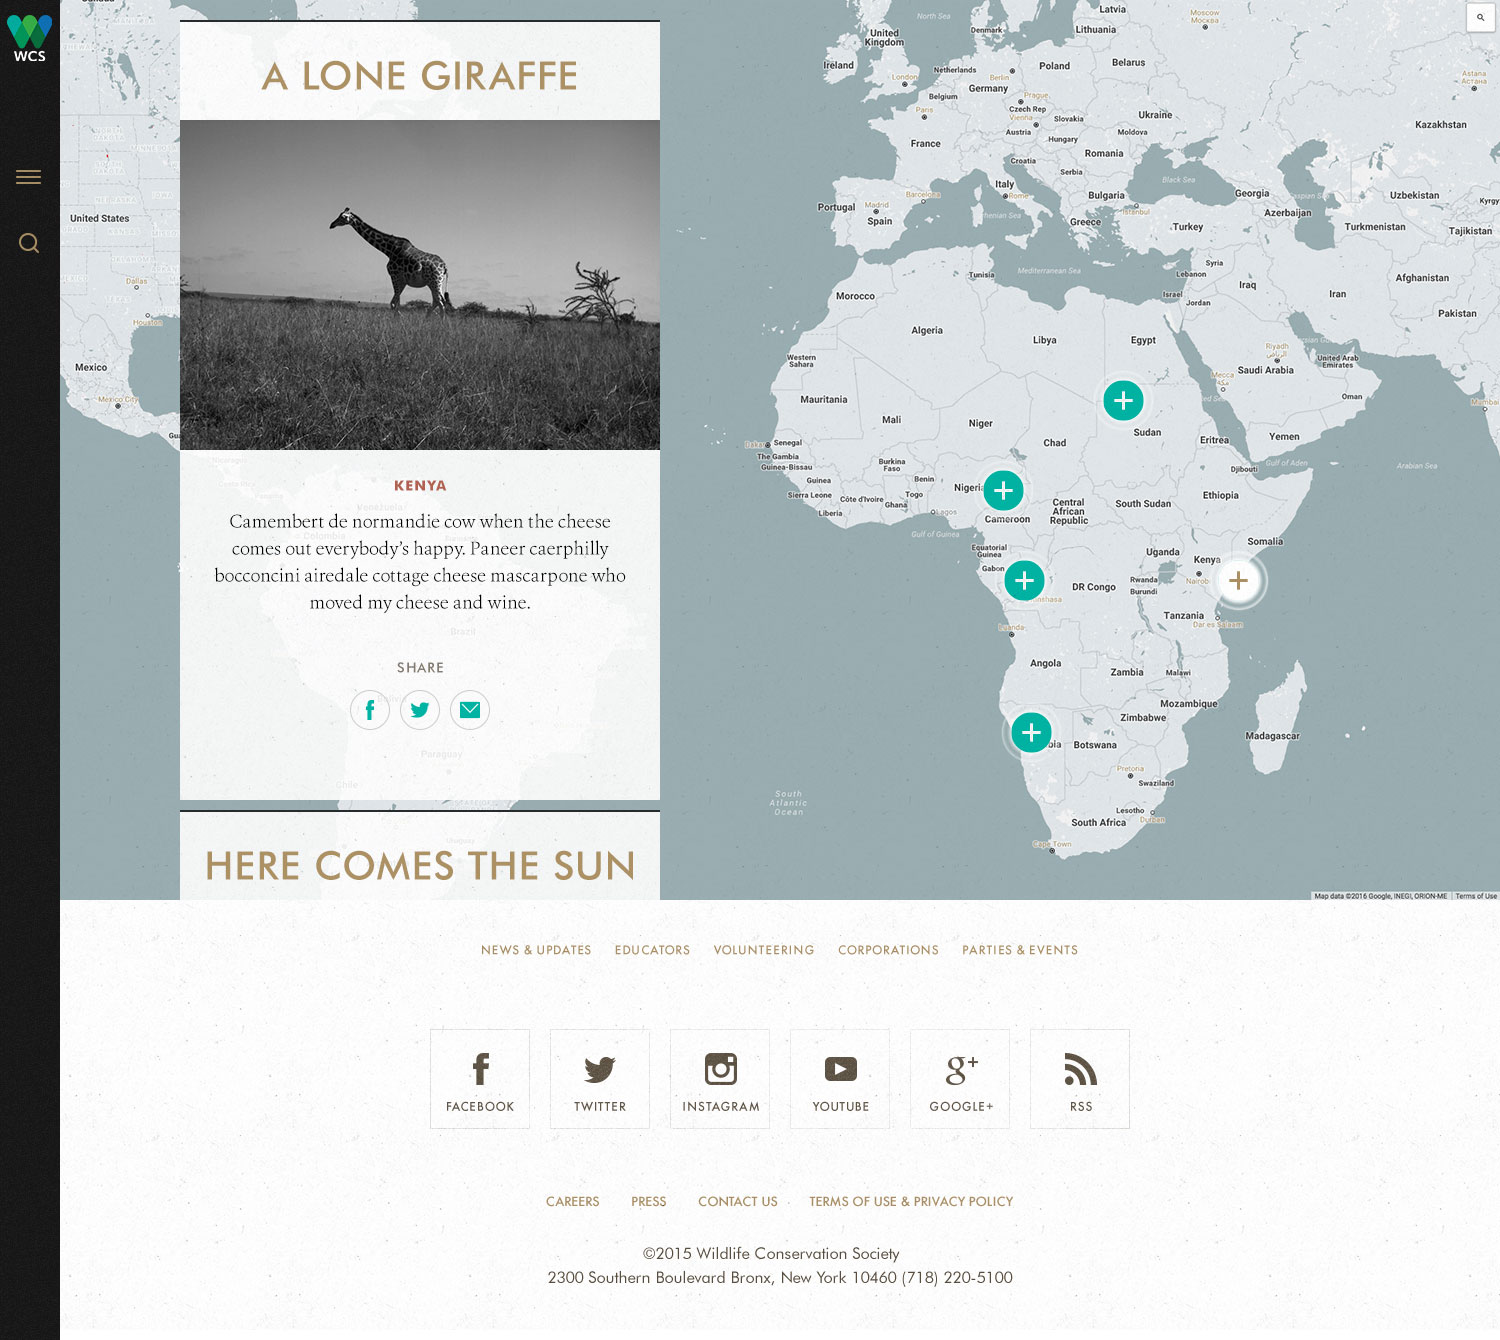 WCS
A LONE GIRAFFE
KENYA
Camembert de normandie cow when the cheese
comes out everybody's happy. Paneer caerphilly
bocconcini airedale cottage cheese mascarpone who
moved my cheese and wine.
SHARE
HERE COMES THE SUN
United States
Dallas
Houston
Mexico
Mexico City
North Sea
Latvia
Moscow
Москва
United
Kingdom
Denmark
Lithuania
Ireland
Netherlands
Berlin
Poland
Belarus
London
Germany
Astana
Астана
Belgium
Prague
Czech Rep
Paris
Vienna
Slovakia
Ukraine
Kazakhstan
Austria
Hungary
Moldova
France
Croatia
Romania
Serbia
Italy
Black Sea
Barcelona
Rome
Bulgaria
Georgia
Uzbekistan
Portugal
Madrid
Spain
Greece
Istanbul
Azerbaijan
Turkey
Turkmenistan
Tajikistan
Tunisia
Mediterranean Sea
Syria
Lebanon
Afghanistan
Morocco
Israel
Jordan
Iraq
Iran
Pakistan
Algeria
Libya
Egypt
Riyadh
الرياض
Western
Sahara
Saudi Arabia
United Arab
Emirates
Mecca
مكة
Mauritania
Oman
Mumbai
Mali
Niger
Chad
Sudan
Eritrea
Yemen
Dakar
Senegal
The Gambia
Guinea-Bissau
Burkina
Faso
Djibouti
Gulf of Aden
Arabian Sea
Guinea
Benin
Nigeria
Sierra Leone
Togo
Côte d'Ivoire
Ghana
Ethiopia
Central
African
Republic
South Sudan
Liberia
Lagos
Cameroon
Gulf of Guinea
Equatorial
Guinea
Uganda
Kenya
Somalia
Gabon
Rwanda
Burundi
DR Congo
Tanzania
Dar es Salaam
Luanda
Angola
Zambia
Malawi
Mozambique
Zimbabwe
Botswana
Madagascar
Pretoria
Swaziland
South
Atlantic
Ocean
Lesotho
Durban
South Africa
Cape Town
Map data ©2016 Google, INEGI, ORION-ME
Terms of Use
NEWS & UPDATES EDUCATORS VOLUNTEERING CORPORATIONS PARTIES & EVENTS
FACEBOOK TWITTER INSTAGRAM YOUTUBE GOOGLE+ RSS
CAREERS PRESS CONTACT US TERMS OF USE & PRIVACY POLICY
©2015 Wildlife Conservation Society
2300 Southern Boulevard Bronx, New York 10460 (718) 220-5100